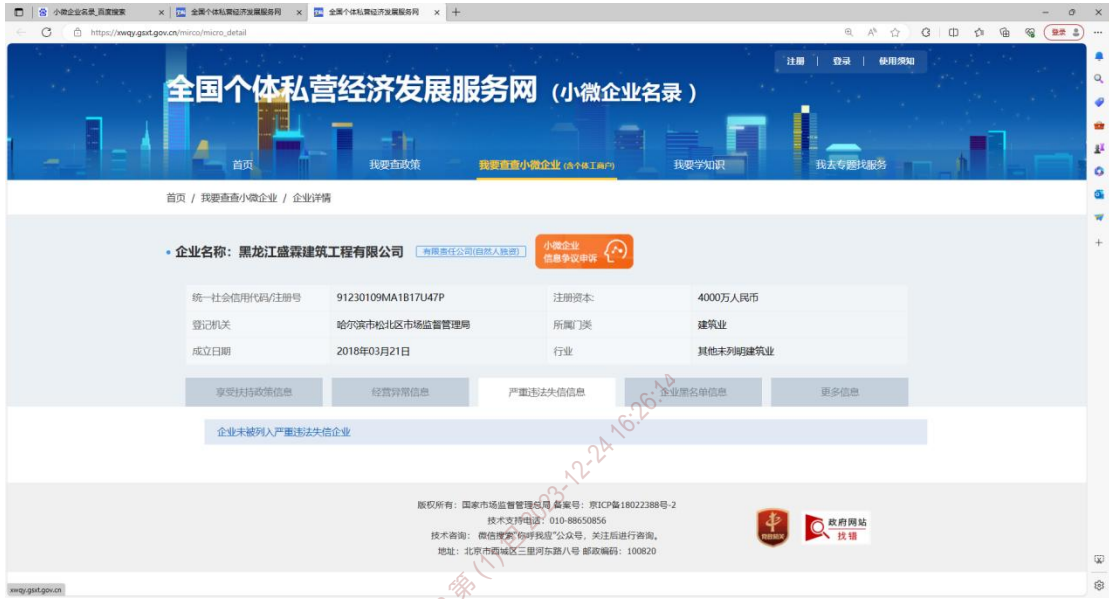 小微企业名录_百度搜索
全国个体私营经济发展服务网
全国个体私营经济发展服务网
https://xwqy.gsxt.gov.cn/mirco/micro_detail
登录
注册 | 登录 | 使用须知
全国个体私营经济发展服务网（小微企业名录）
首页 我要查政策 我要查查小微企业 (含个体工商户) 我要学知识 我去专题找服务
首页 / 我要查查小微企业 / 企业详情
企业名称：黑龙江盛霖建筑工程有限公司 有限责任公司(自然人独资) 小微企业
信息争议申诉
统一社会信用代码/注册号 91230109MA1B17U47P 注册资本: 4000万人民币
登记机关 哈尔滨市松北区市场监督管理局 所属门类 建筑业
成立日期 2018年03月21日 行业 其他未列明建筑业
享受扶持政策信息 经营异常信息 严重违法失信信息 企业黑名单信息 更多信息
企业未被列入严重违法失信企业
版权所有：国家市场监督管理总局 备案号：京ICP备18022388号-2
技术支持电话：010-88650856
技术咨询：微信搜索“你呼我应”公众号，关注后进行咨询。
地址：北京市西城区三里河东路八号 邮政编码：100820
政府网站
找错
第(1)包 2023-12-24 16:26:14
xwqy.gsxt.gov.cn